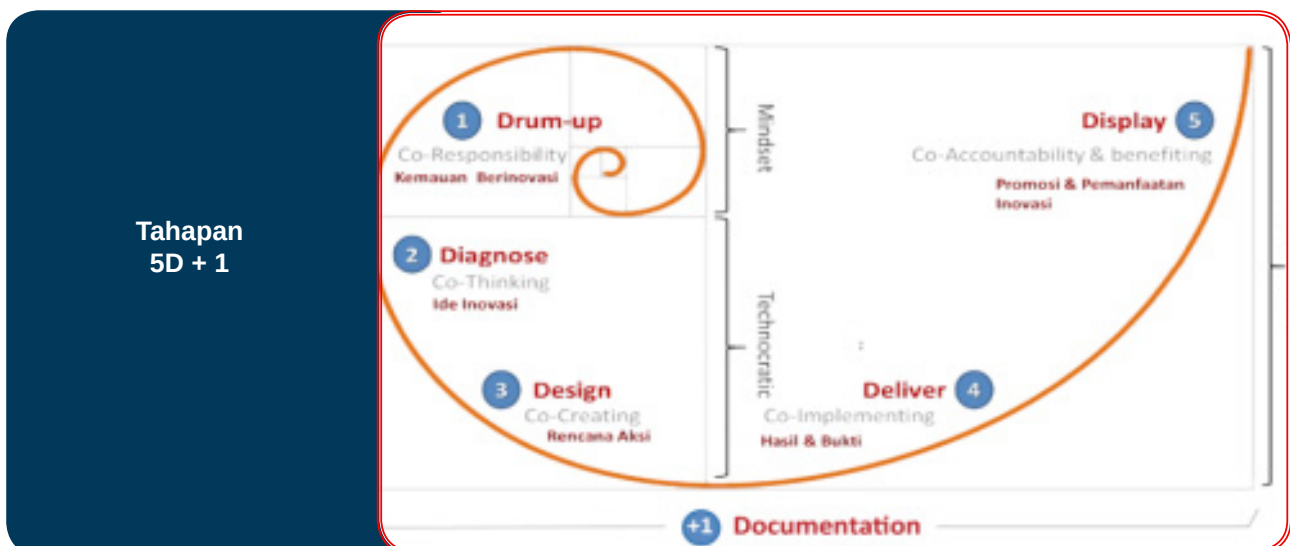 Tahapan
5D + 1
1 Drum-up
Co-Responsibility
Kemauan Berinovasi
Mindset
2 Diagnose
Co-Thinking
Ide Inovasi
3 Design
Co-Creating
Rencana Aksi
Technocratic
Deliver 4
Co-Implementing
Hasil & Bukti
Display 5
Co-Accountability & benefiting
Promosi & Pemanfaatan
Inovasi
+1 Documentation